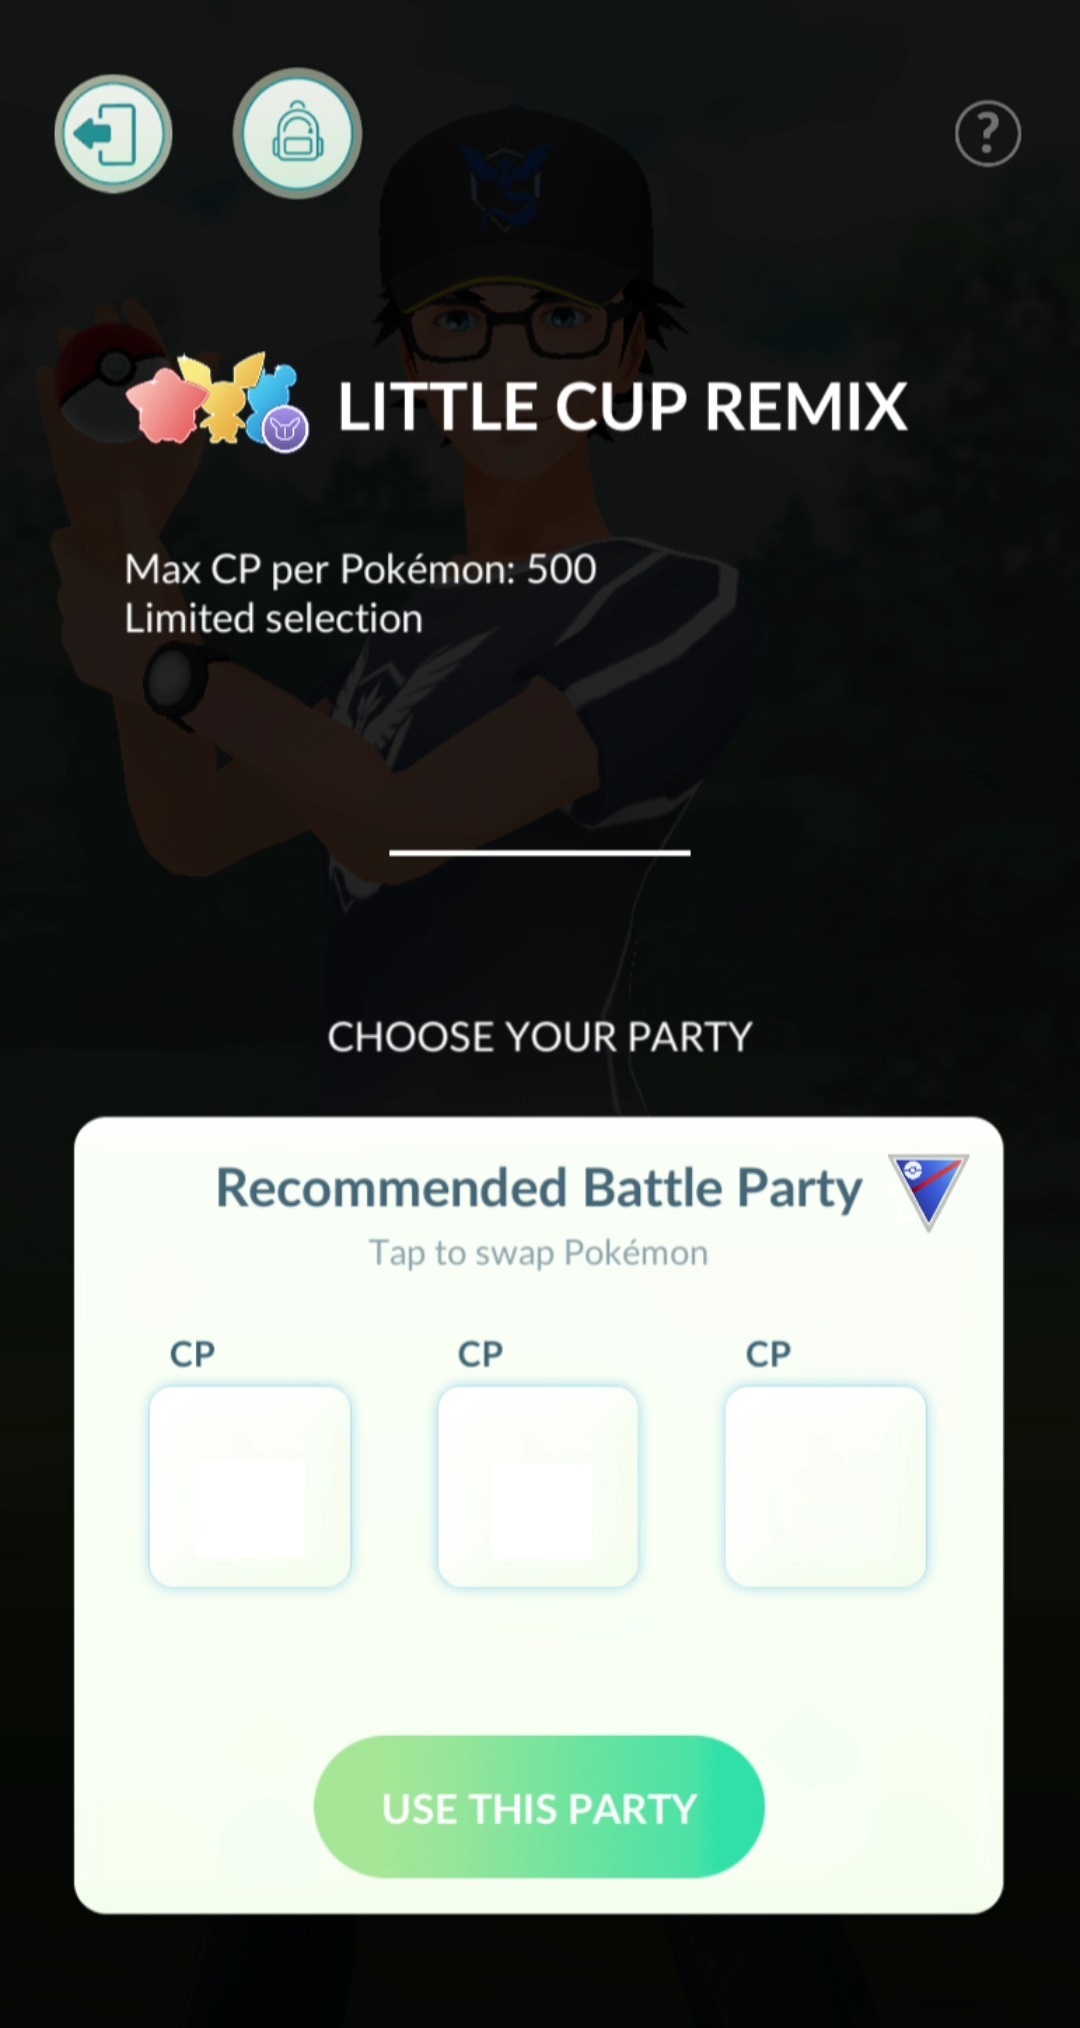 ?
LITTLE CUP REMIX
Max CP per Pokémon: 500
Limited selection
CHOOSE YOUR PARTY
Recommended Battle Party
Tap to swap Pokémon
CP CP CP
USE THIS PARTY